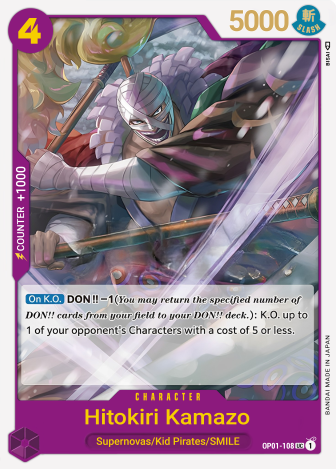 4
5000
斬
SLASH
BISAI
COUNTER +1000
On K.O. DON!! −1(You may return the specified number of
DON!! cards from your field to your DON!! deck.): K.O. up to
1 of your opponent's Characters with a cost of 5 or less.
BANDAI MADE IN JAPAN
CHARACTER
Hitokiri Kamazo
Supernovas/Kid Pirates/SMILE
OP01-108 UC 1